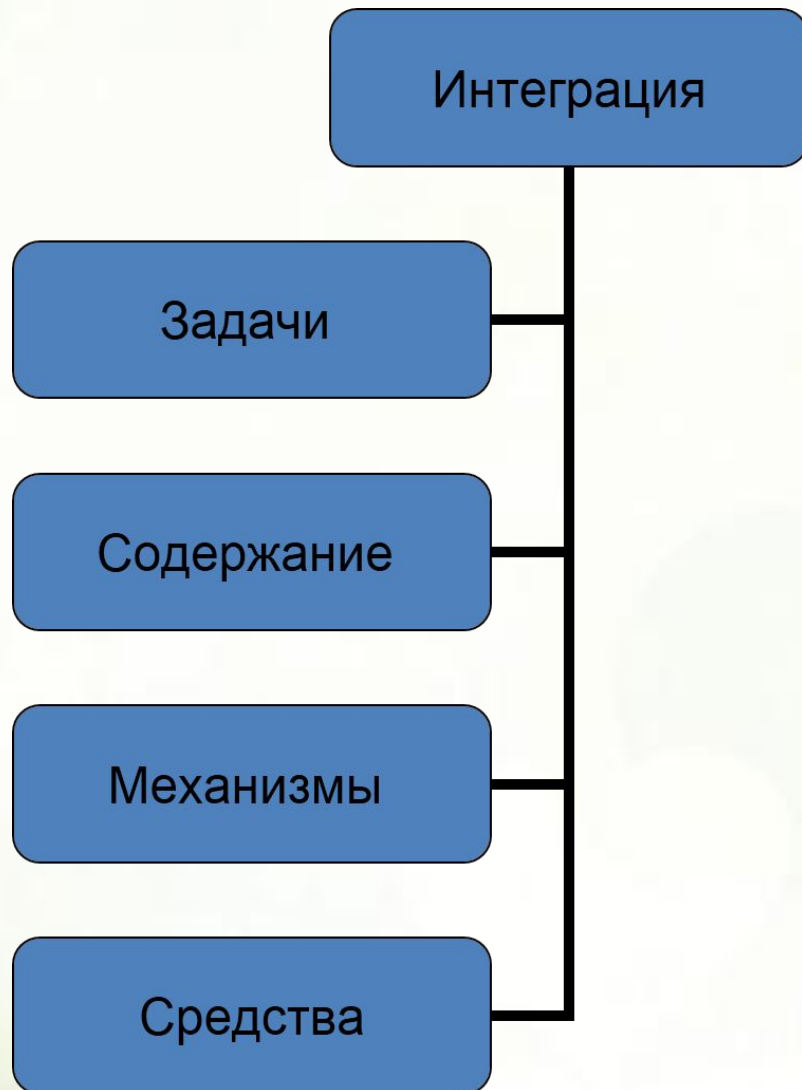 Интеграция
Задачи
Содержание
Механизмы
Средства